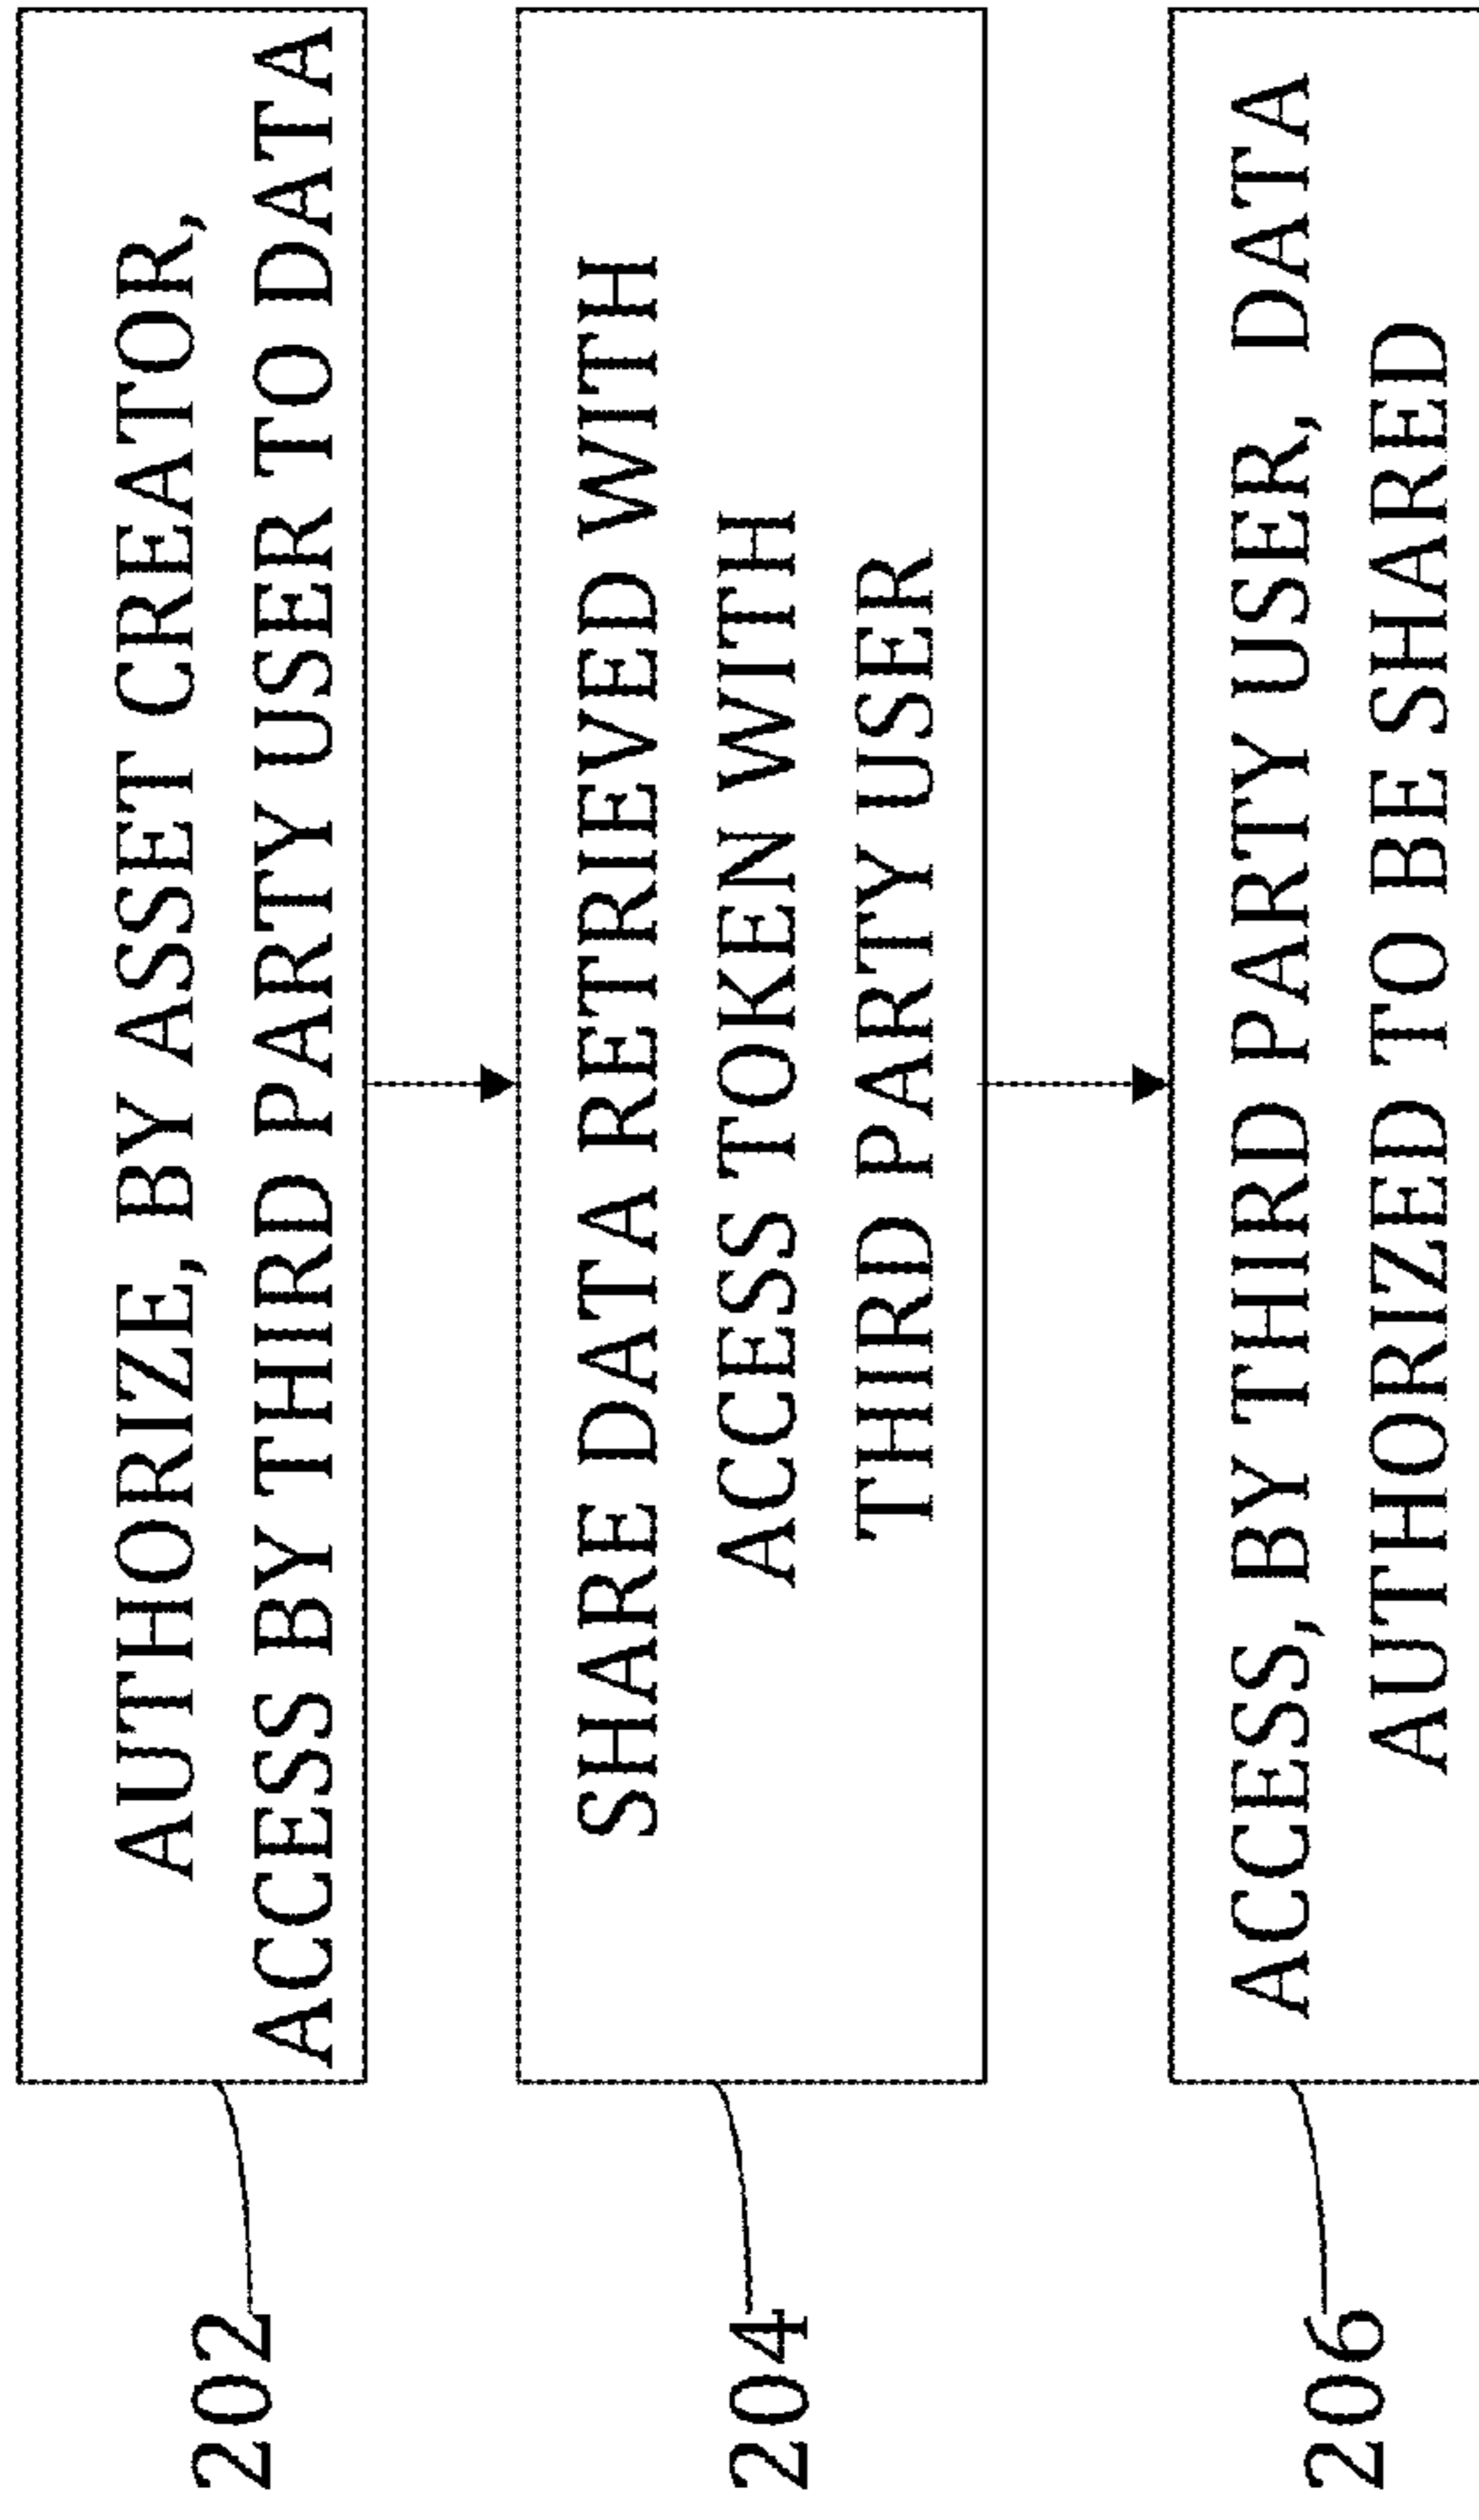 202
AUTHORIZE, BY ASSET CREATOR,
ACCESS BY THIRD PARTY USER TO DATA
204
SHARE DATA RETRIEVED WITH
ACCESS TOKEN WITH
THIRD PARTY USER
206
ACCESS, BY THIRD PARTY USER, DATA
AUTHORIZED TO BE SHARED